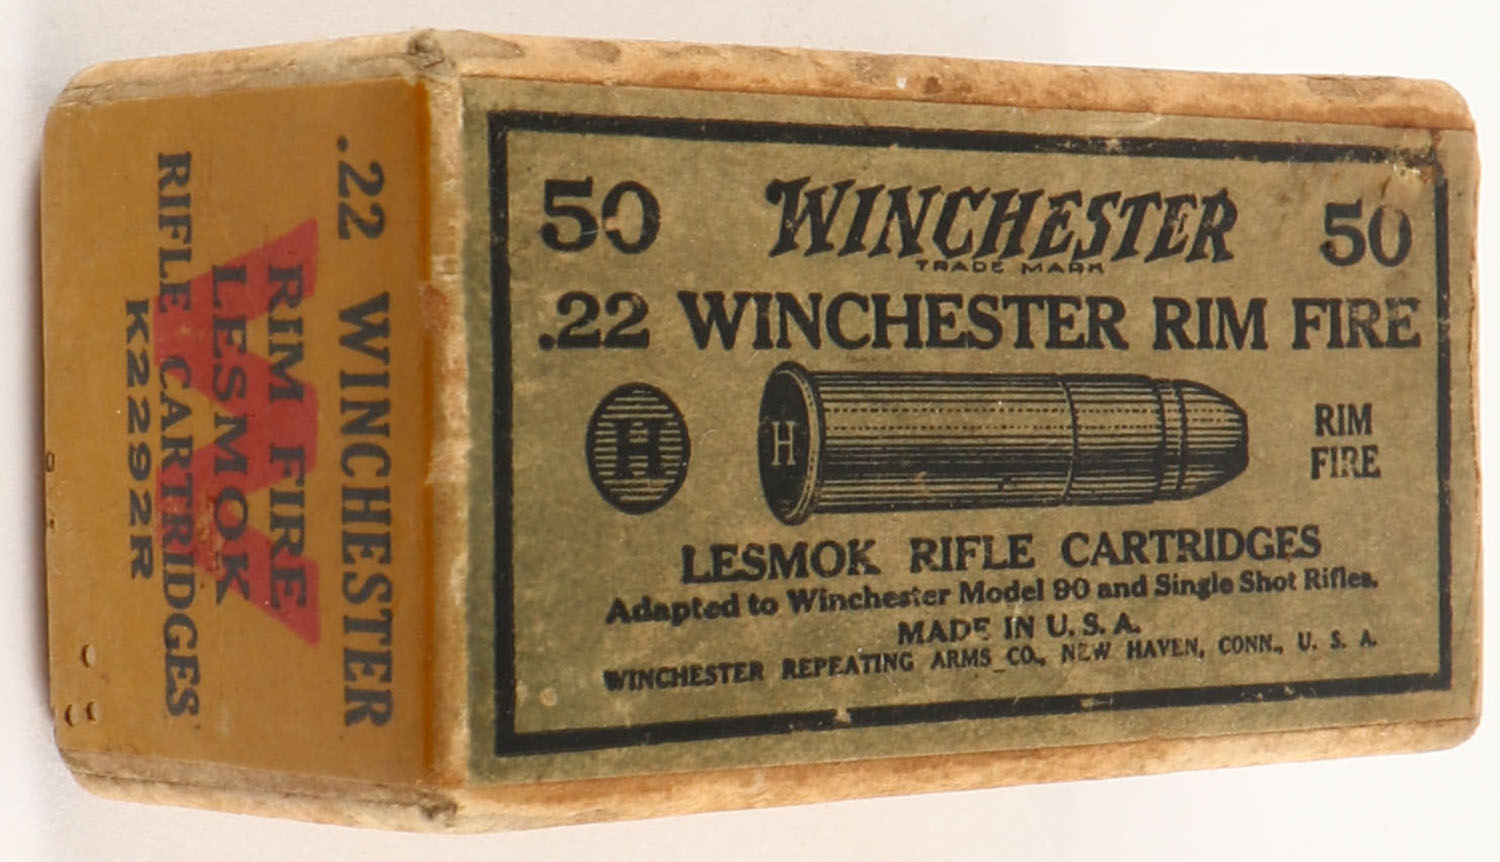 50 WINCHESTER 50
TRADE MARK
.22 WINCHESTER RIM FIRE
H
H
RIM
FIRE
LESMOK RIFLE CARTRIDGES
Adapted to Winchester Model 90 and Single Shot Rifles.
MADE IN U. S. A.
WINCHESTER REPEATING ARMS CO., NEW HAVEN, CONN., U. S. A.
.22 WINCHESTER
RIM FIRE
LESMOK
RIFLE CARTRIDGES
K2292R
W